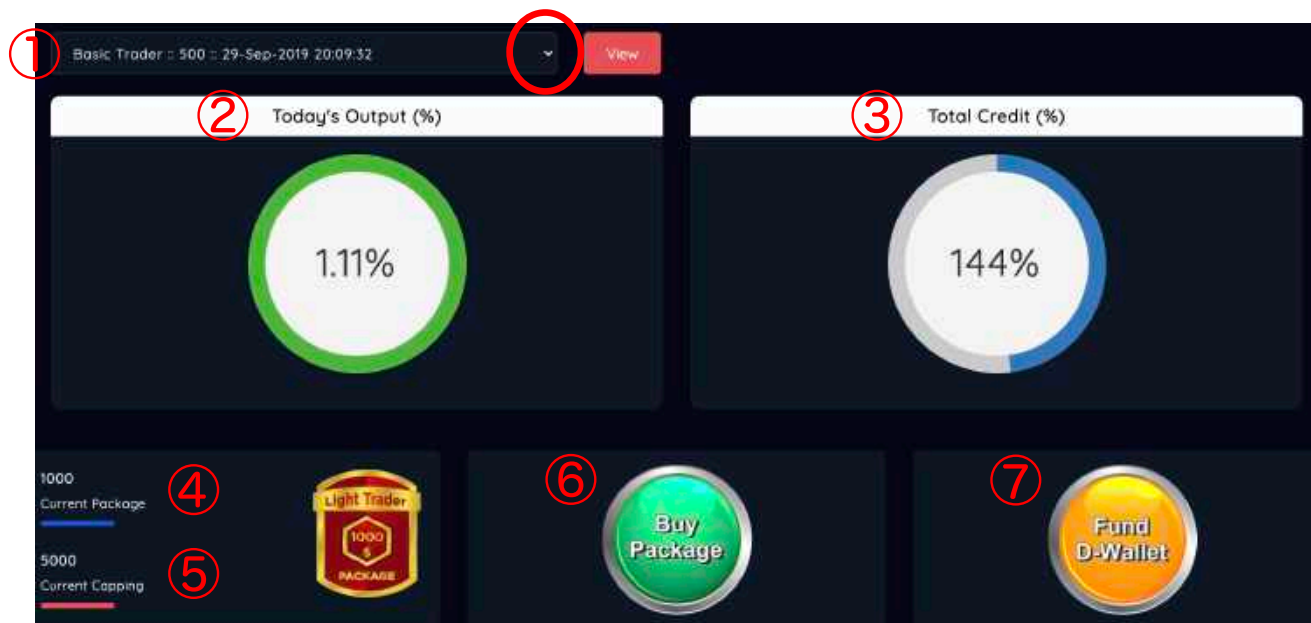 ① Basic Trader :: 500 :: 29-Sep-2019 20:09:32 View
② Today's Output (%)
③ Total Credit (%)
1.11%
144%
1000
Current Package ④
5000
Current Capping ⑤
Light Trader
1000
$
PACKAGE
⑥ Buy
Package
⑦ Fund
D-Wallet